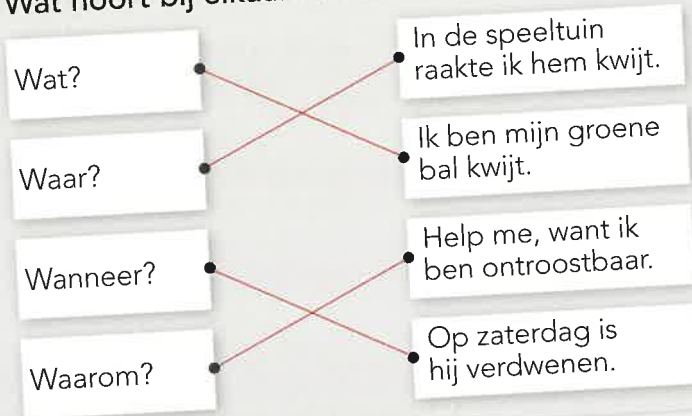 Wat hoort bij
Wat?
Waar?
Wanneer?
Waarom?
In de speeltuin
raakte ik hem kwijt.
Ik ben mijn groene
bal kwijt.
Help me, want ik
ben ontroostbaar.
Op zaterdag is
hij verdwenen.